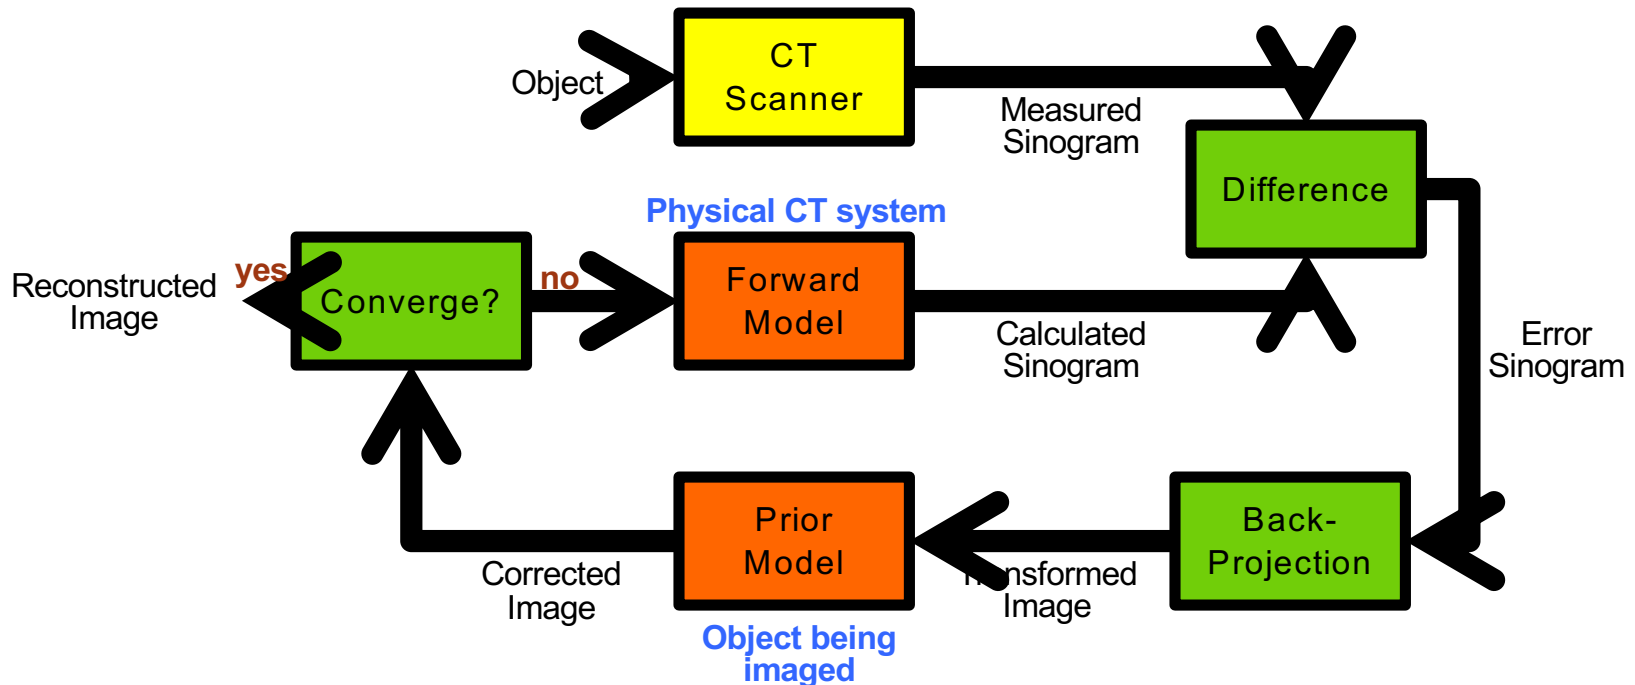 CT
Scanner
Object
Measured
Sinogram
Difference
Physical CT system
yes
no
Converge?
Forward
Model
Reconstructed
Image
Calculated
Sinogram
Error
Sinogram
Prior
Model
Back-
Projection
Corrected
Image
Image
Object being
imaged